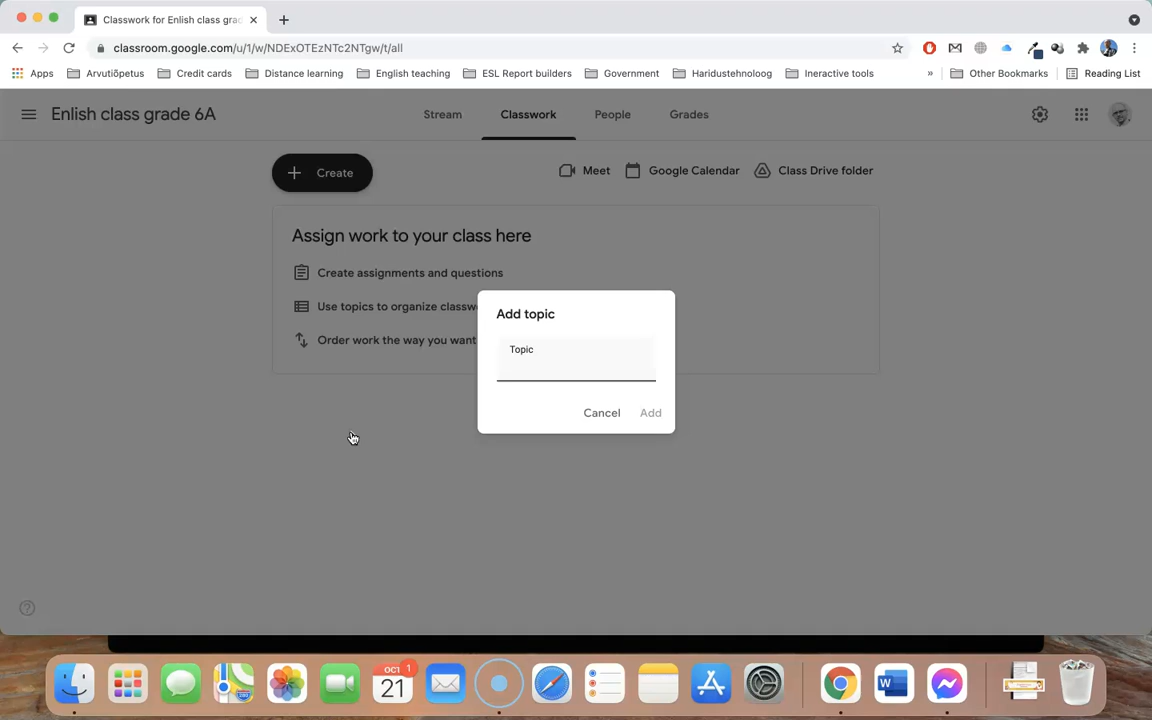 Classwork for Enlish class grad
classroom.google.com/u/1/w/NDExOTEzNTc2NTgw/t/all
Apps Arvutiõpetus Credit cards Distance learning English teaching ESL Report builders Government Haridustehnoloog Ineractive tools » Other Bookmarks Reading List
Enlish class grade 6A Stream Classwork People Grades
Create Meet Google Calendar Class Drive folder
Assign work to your class here
Create assignments and questions
Use topics to organize classw
Order work the way you want
Add topic
Topic
Cancel Add
OCT 1
21
W